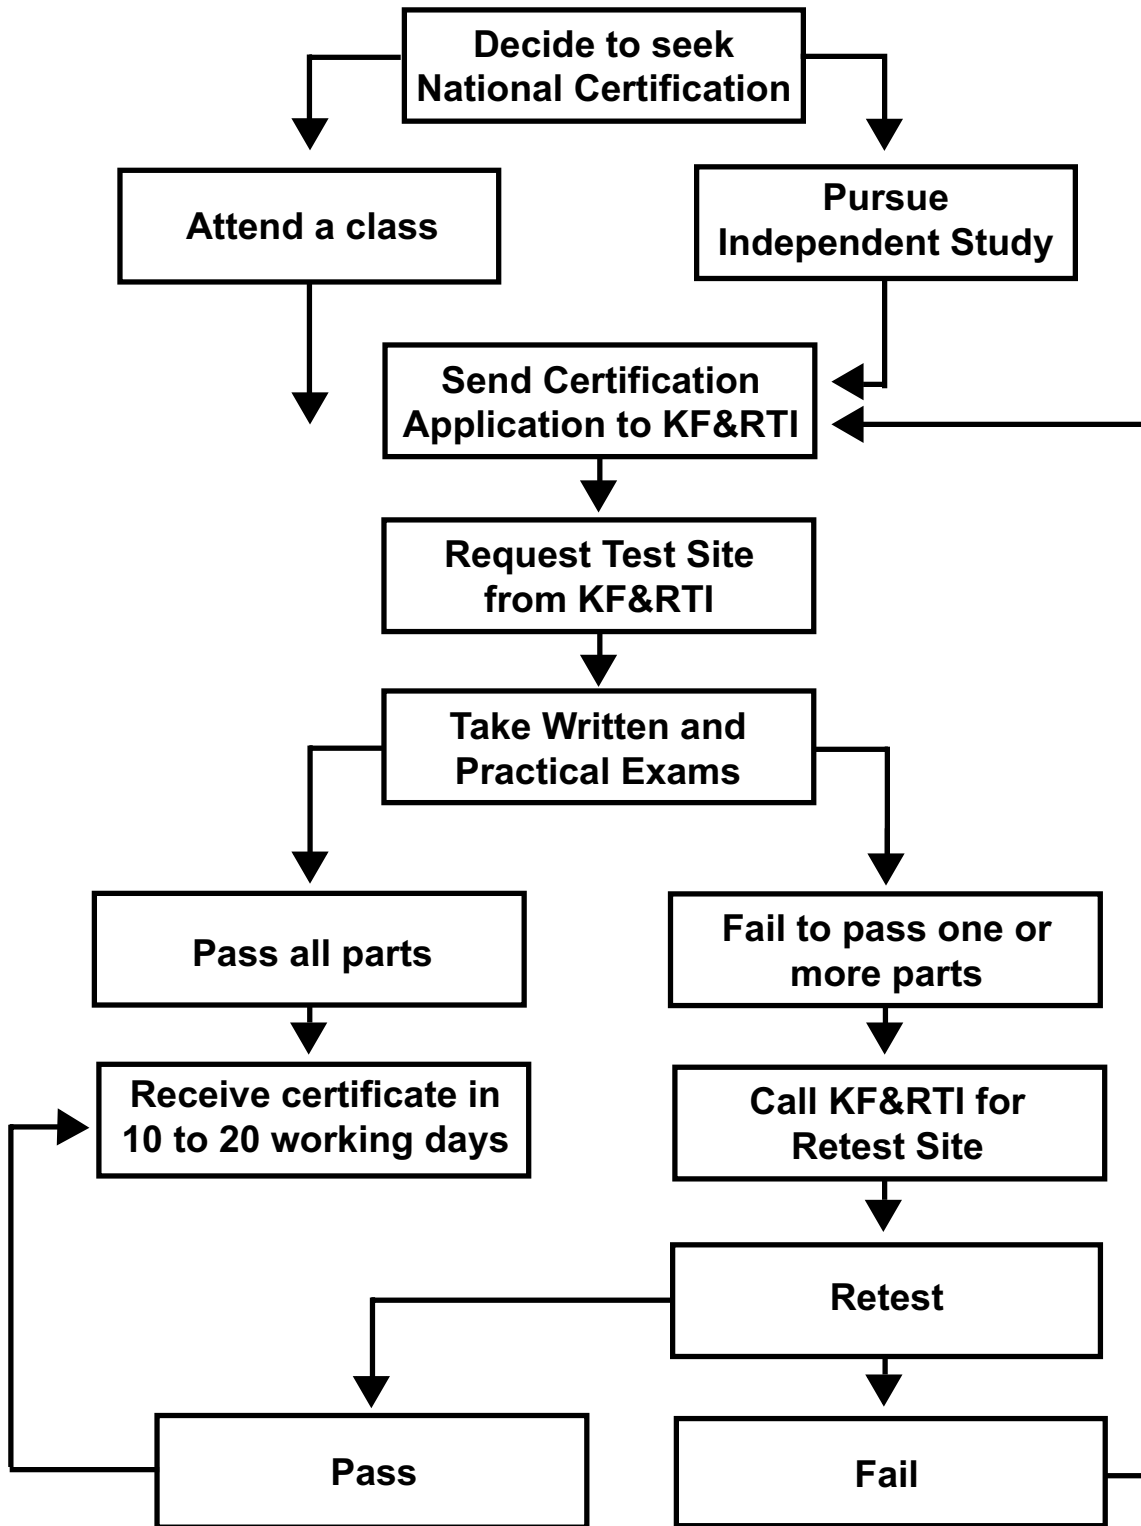 Decide to seek
National Certification
Attend a class
Pursue
Independent Study
Send Certification
Application to KF&RTI
Request Test Site
from KF&RTI
Take Written and
Practical Exams
Pass all parts
Fail to pass one or
more parts
Receive certificate in
10 to 20 working days
Call KF&RTI for
Retest Site
Retest
Pass
Fail